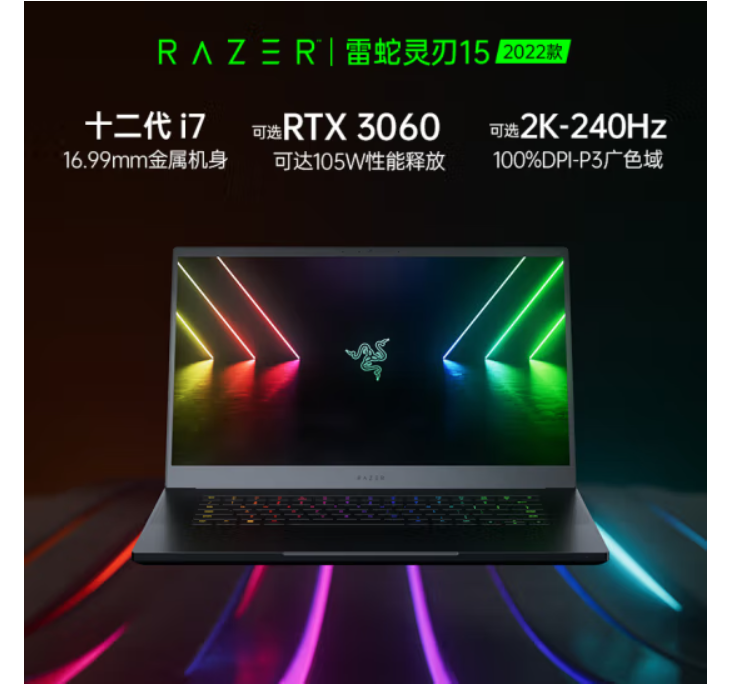 RAZER™ | 雷蛇灵刃15 2022款
十二代 i7 可选RTX 3060 可选2K-240Hz
16.99mm金属机身 可达105W性能释放 100%DPI-P3广色域
RAZER